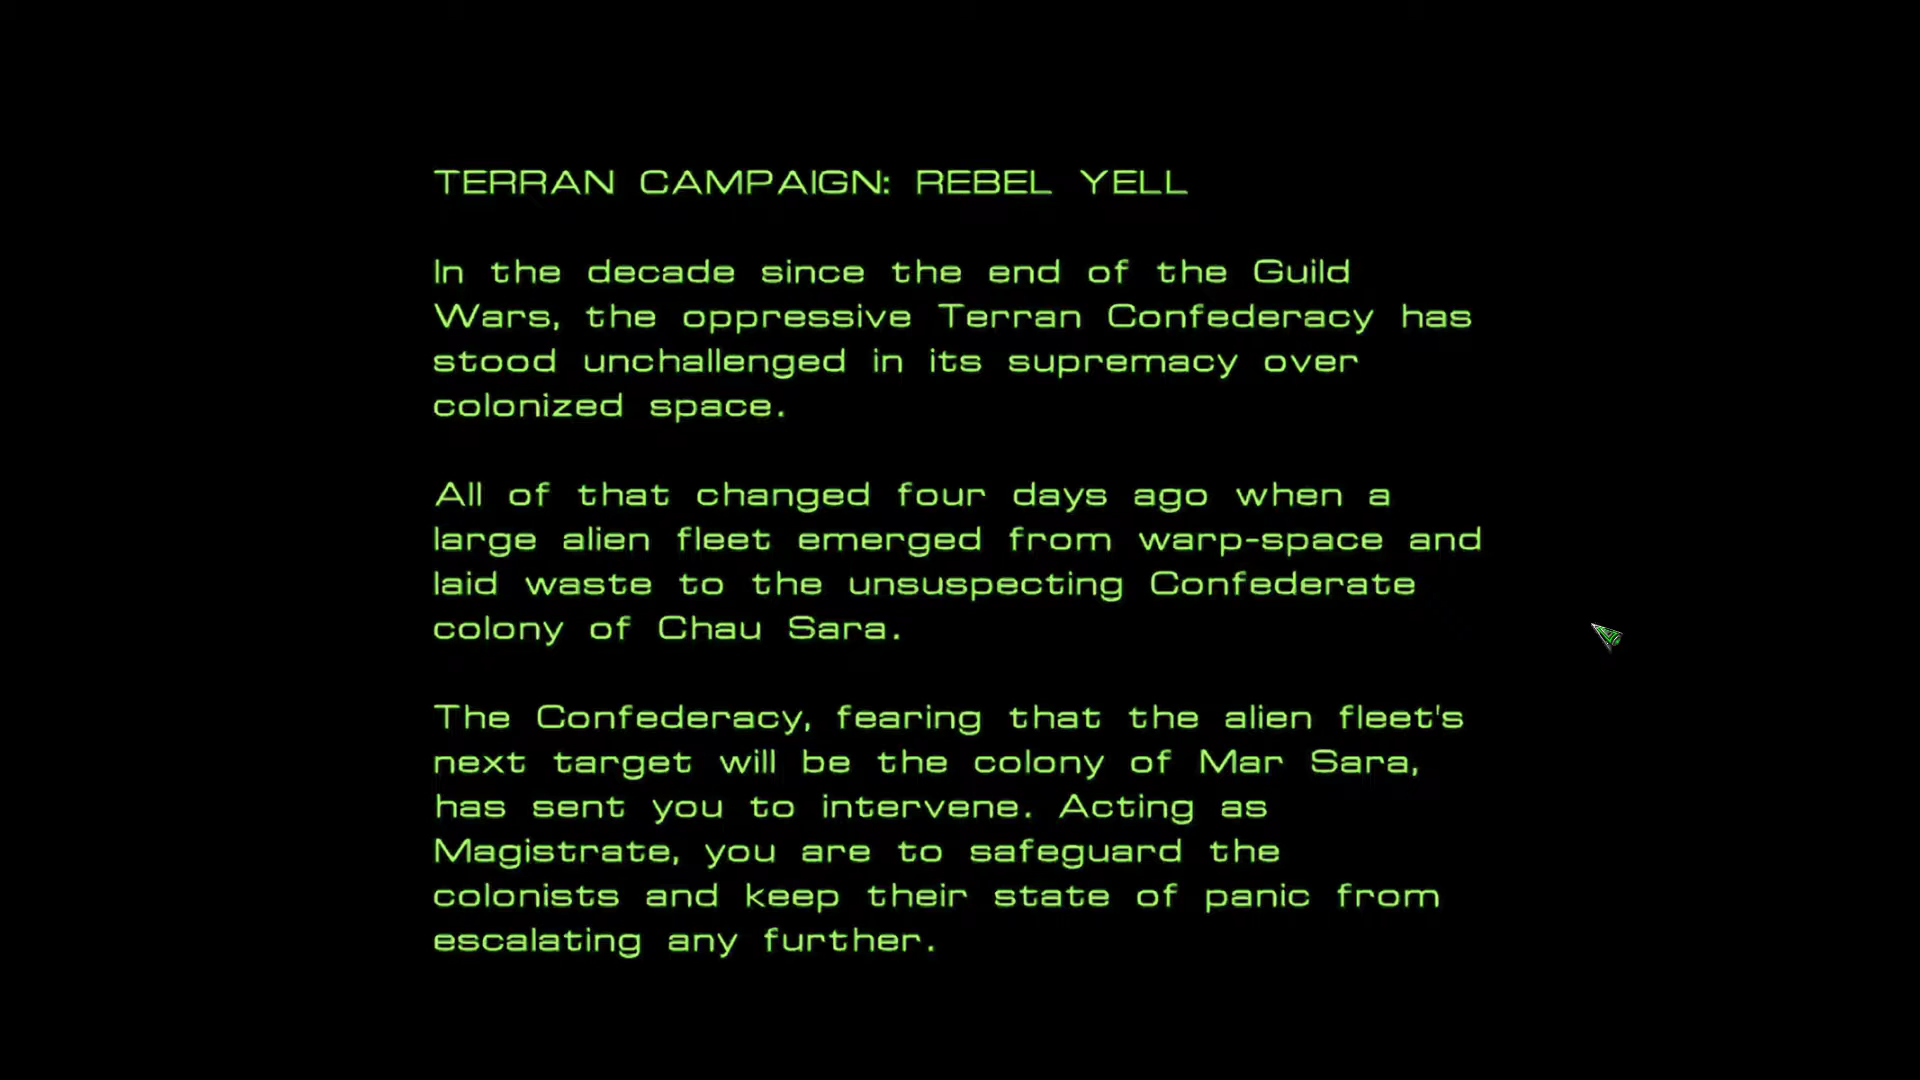 TERRAN CAMPAIGN: REBEL YELL
In the decade since the end of the Guild
Wars, the oppressive Terran Confederacy has
stood unchallenged in its supremacy over
colonized space.
All of that changed four days ago when a
large alien fleet emerged from warp-space and
laid waste to the unsuspecting Confederate
colony of Chau Sara.
The Confederacy, fearing that the alien fleet's
next target will be the colony of Mar Sara,
has sent you to intervene. Acting as
Magistrate, you are to safeguard the
colonists and keep their state of panic from
escalating any further.